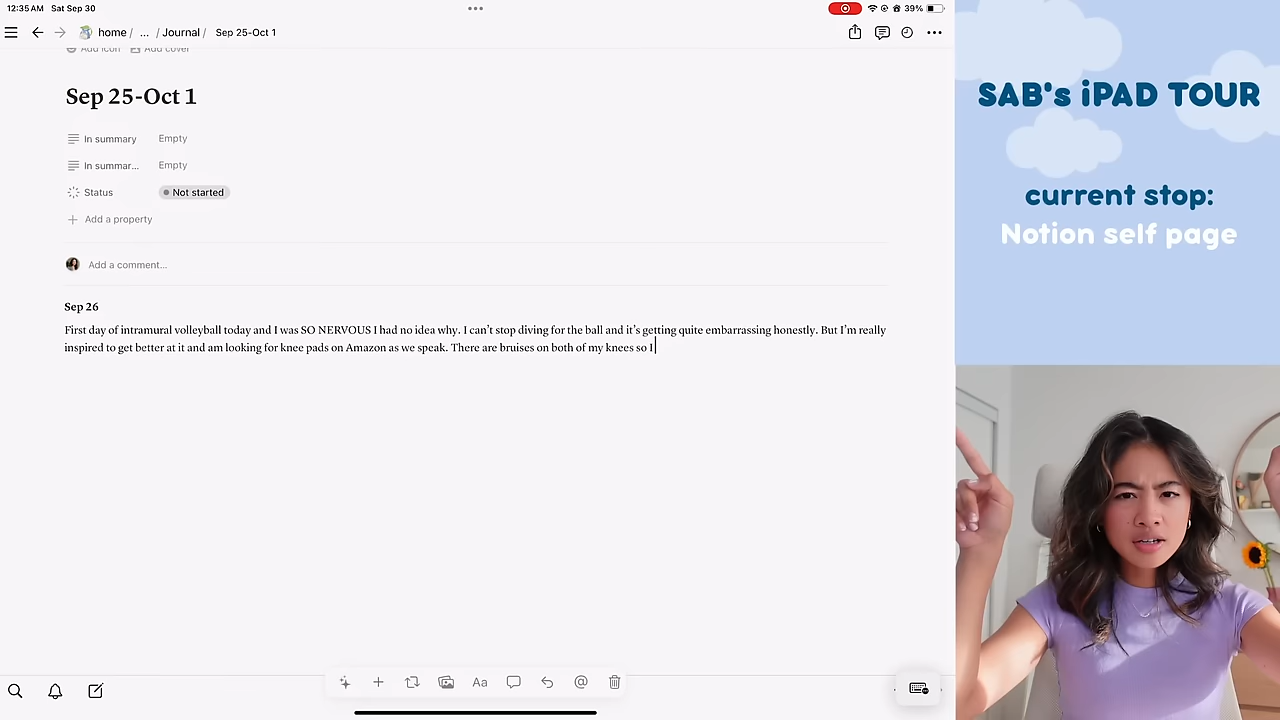 12:35 AM Sat Sep 30
39%
home / ... / Journal / Sep 25-Oct 1
Add icon Add cover
Sep 25-Oct 1
In summary Empty
In summar... Empty
Status Not started
Add a property
Add a comment...
Sep 26
First day of intramural volleyball today and I was SO NERVOUS I had no idea why. I can't stop diving for the ball and it's getting quite embarrassing honestly. But I'm really
inspired to get better at it and am looking for knee pads on Amazon as we speak. There are bruises on both of my knees so I
Aa
SAB's iPAD TOUR
current stop:
Notion self page